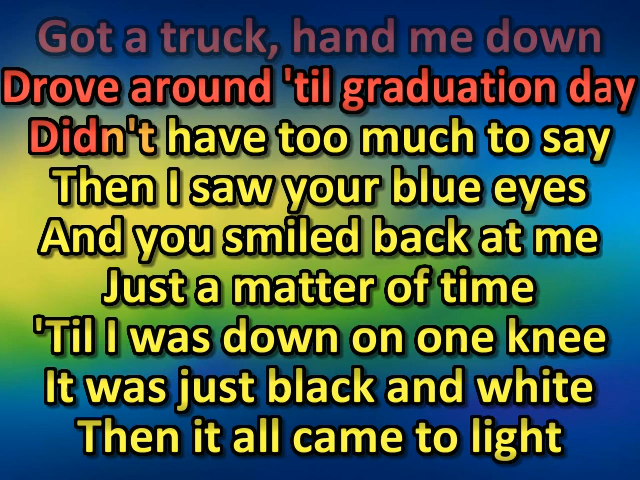 Got a truck, hand me down
Drove around 'til graduation day
Didn't have too much to say
Then I saw your blue eyes
And you smiled back at me
Just a matter of time
'Til I was down on one knee
It was just black and white
Then it all came to light